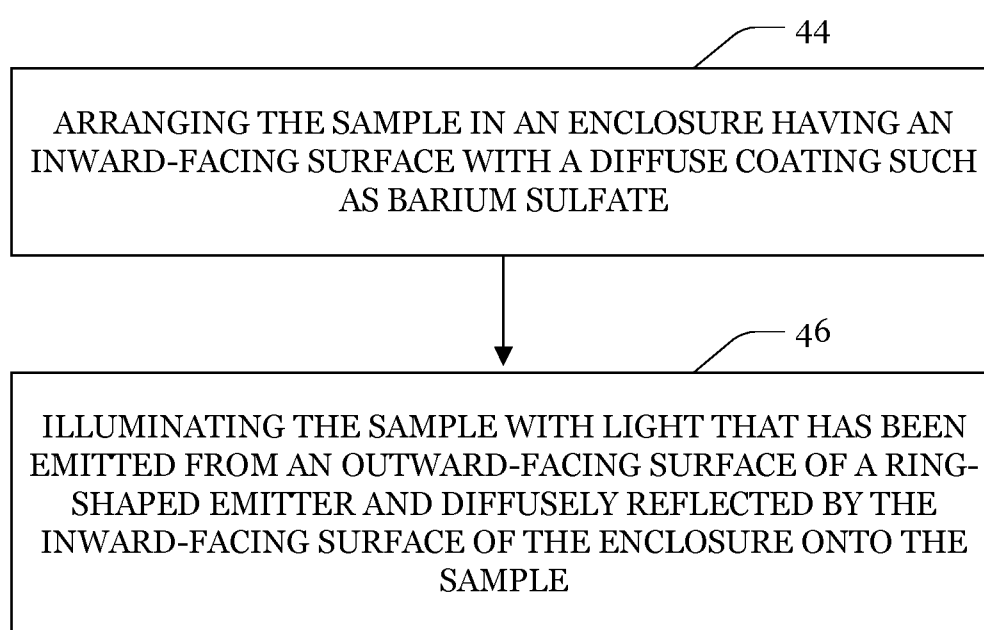 44
ARRANGING THE SAMPLE IN AN ENCLOSURE HAVING AN
INWARD-FACING SURFACE WITH A DIFFUSE COATING SUCH
AS BARIUM SULFATE
46
ILLUMINATING THE SAMPLE WITH LIGHT THAT HAS BEEN
EMITTED FROM AN OUTWARD-FACING SURFACE OF A RING-
SHAPED EMITTER AND DIFFUSELY REFLECTED BY THE
INWARD-FACING SURFACE OF THE ENCLOSURE ONTO THE
SAMPLE